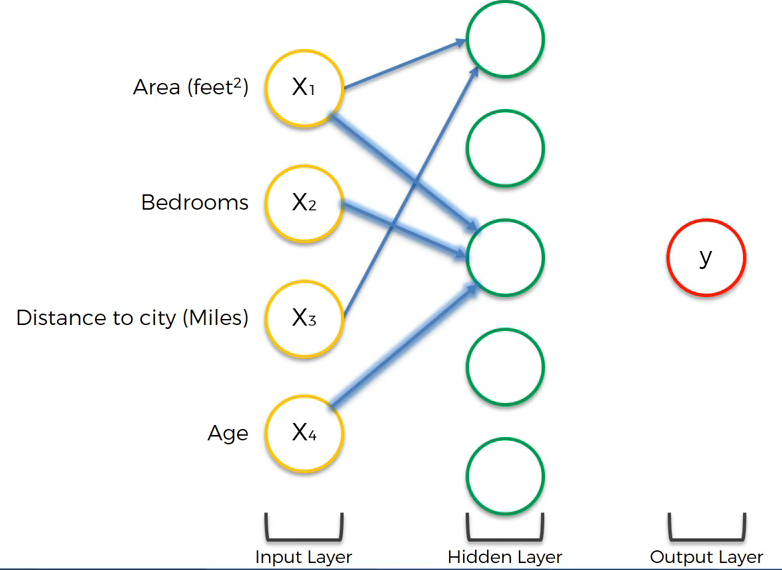 Area (feet²)
X₁
Bedrooms
X₂
y
Distance to city (Miles)
X₃
Age
X₄
Input Layer
Hidden Layer
Output Layer